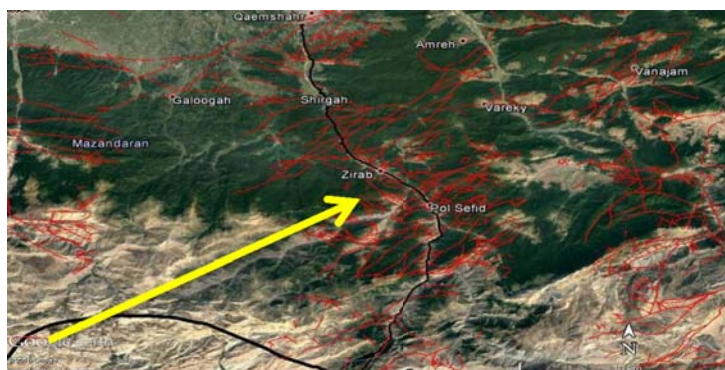 Qaemshahr
Amreh
Vanajam
Galoogah
Shirgah
Vareky
Mazandaran
Zirab
Pol Sefid
N